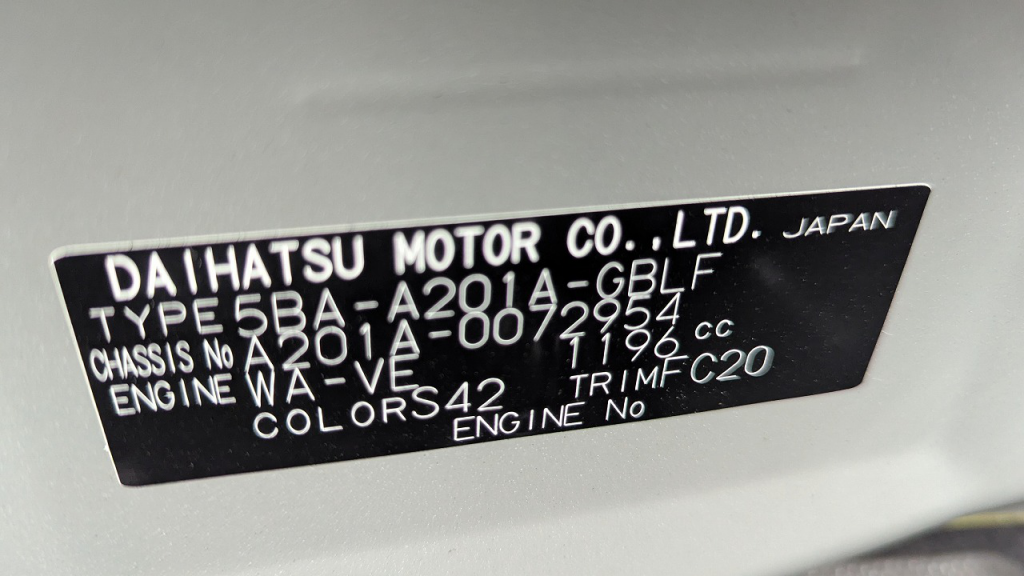 DAIHATSU MOTOR CO.,LTD. JAPAN
TYPE 5BA-A201A-GBLF
CHASSIS No A201A-0072954
ENGINE WA-VE 1196 cc
COLOR S42 TRIM FC20
ENGINE No